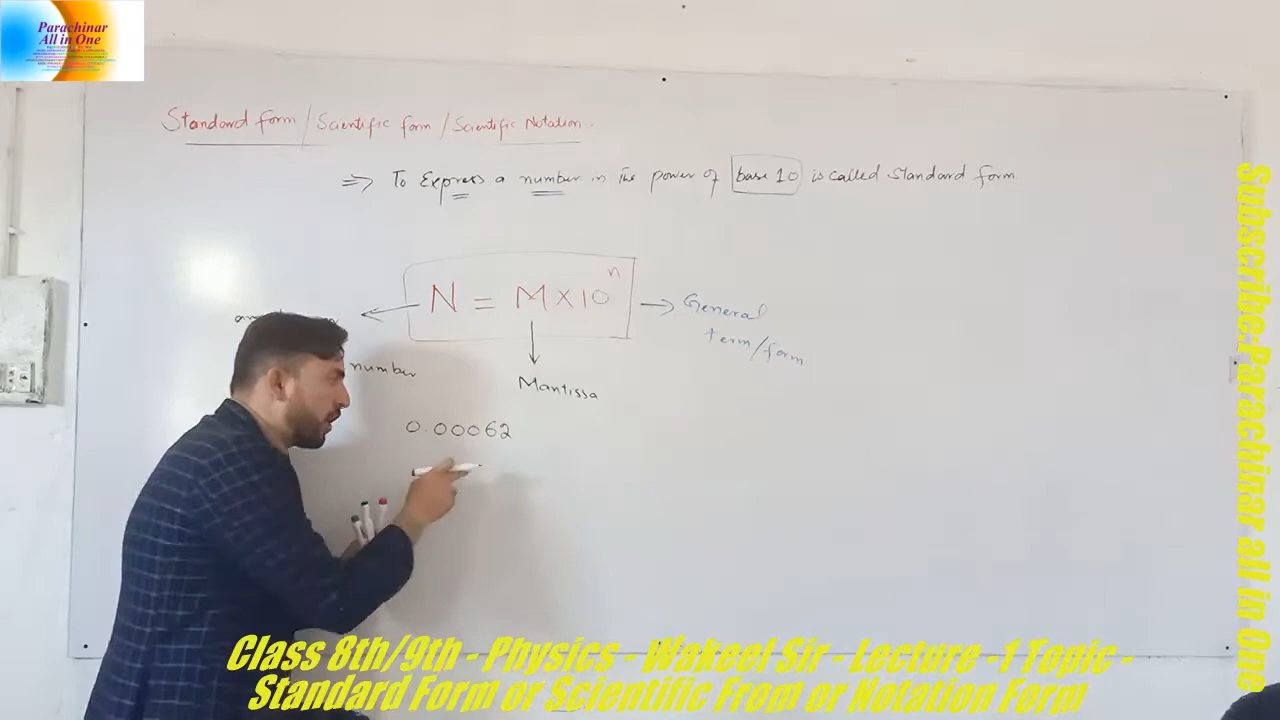 Parachinar
All in One
Standard form / Scientific form / Scientific Notation.
⇒ To Express a number in the power of base 10 is called Standard form
N = M×10ⁿ
General
term/form
number
Mantissa
0.00062
Subscribe.Parachinar all in One
Class 8th/9th - Physic Wakeel Sir Lecture -1 Topic -
Standard Form or Scientific From or Notation Form